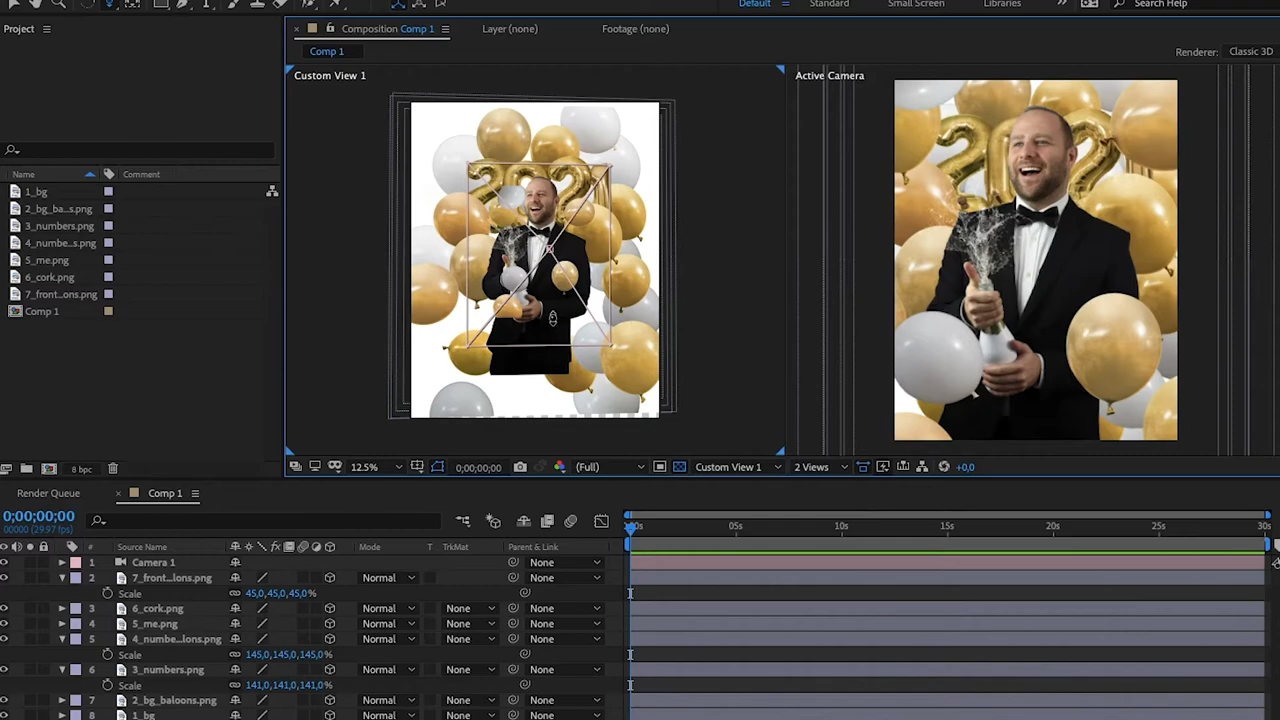 Default
Standard
Small Screen
Libraries
Search Help
Project
Composition Comp 1
Layer (none)
Footage (none)
Comp 1
Renderer:
Classic 3D
Custom View 1
Active Camera
202
Name
Comment
1_bg
2_bg_ba...s.png
3_numbers.png
4_numbe...s.png
5_me.png
6_cork.png
7_front...ons.png
Comp 1
8 bpc
12.5%
0;00;00;00
(Full)
Custom View 1
2 Views
+0,0
Render Queue
Comp 1
0;00;00;00
00000 (29.97 fps)
05s
10s
15s
20s
25s
30s
#
Source Name
Mode
T
TrkMat
Parent & Link
1
Camera 1
None
2
7_front...lons.png
Normal
None
Scale
45,0,45,0,45,0%
3
6_cork.png
Normal
None
None
4
5_me.png
Normal
None
None
5
4_numbe...lons.png
Normal
None
None
Scale
145,0,145,0,145,0%
6
3_numbers.png
Normal
None
None
Scale
141,0,141,0,141,0%
7
2_bg_baloons.png
Normal
None
None
8
1_bg
Normal
None
None